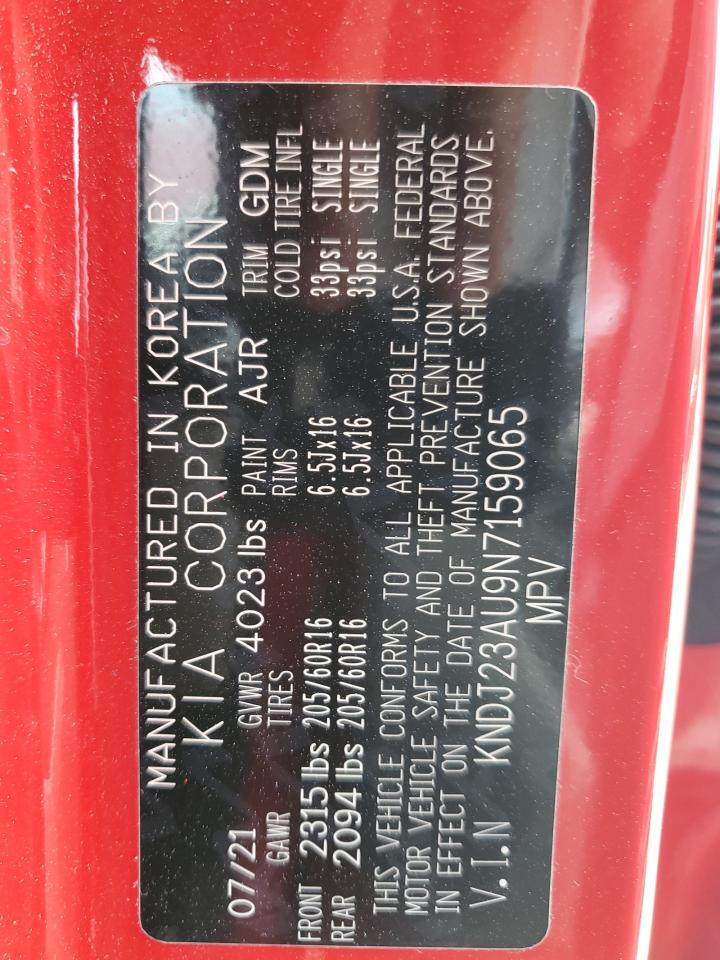 MANUFACTURED IN KOREA BY
KIA CORPORATION
07/21 GVWR 4023 lbs PAINT AJR TRIM GDM
GAWR TIRES RIMS COLD TIRE INFL
FRONT 2315 lbs 205/60R16 6.5Jx16 33psi SINGLE
REAR 2094 lbs 205/60R16 6.5Jx16 33psi SINGLE
THIS VEHICLE CONFORMS TO ALL APPLICABLE U.S.A. FEDERAL
MOTOR VEHICLE SAFETY AND THEFT PREVENTION STANDARDS
IN EFFECT ON THE DATE OF MANUFACTURE SHOWN ABOVE.
V.I.N KNDJ23AU9N7159065
MPV